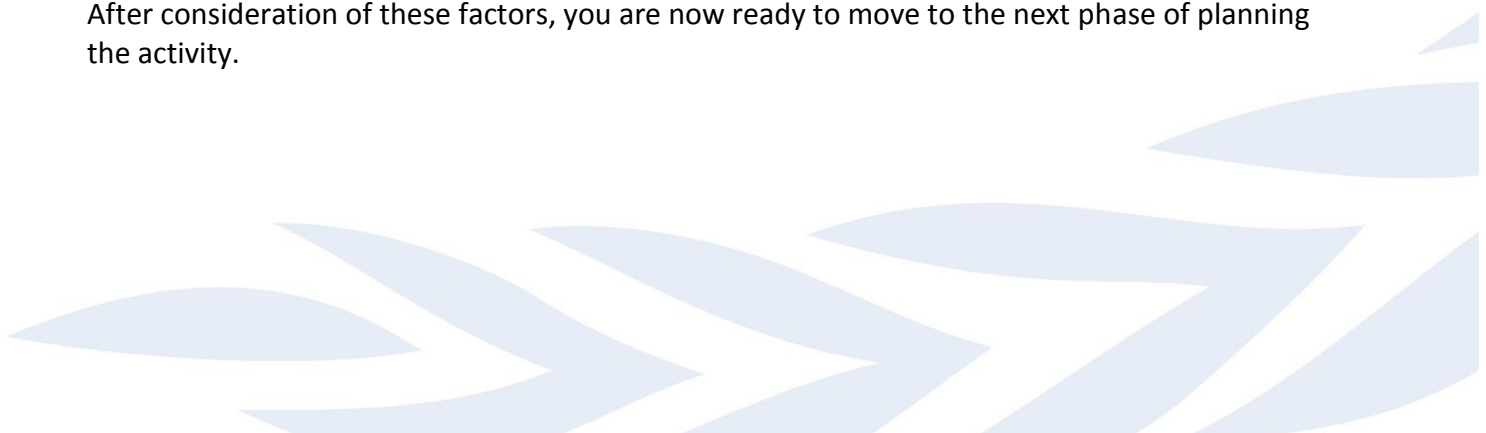 After consideration of these factors, you are now ready to move to the next phase of planning
the activity.